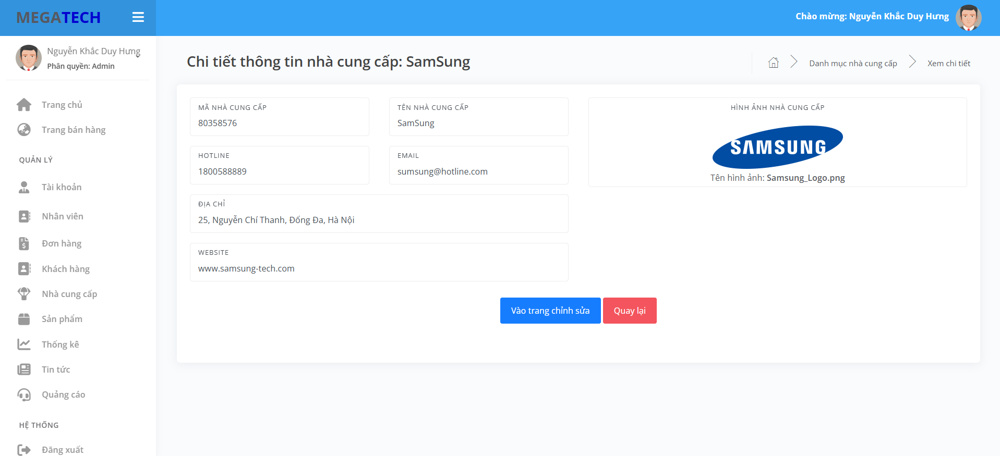 MEGATECH
Chào mừng: Nguyễn Khắc Duy Hưng
Nguyễn Khắc Duy Hưng
Phân quyền: Admin
Trang chủ
Trang bán hàng
QUẢN LÝ
Tài khoản
Nhân viên
Đơn hàng
Khách hàng
Nhà cung cấp
Sản phẩm
Thống kê
Tin tức
Quảng cáo
HỆ THỐNG
Đăng xuất
Chi tiết thông tin nhà cung cấp: SamSung
Danh mục nhà cung cấp
Xem chi tiết
MÃ NHÀ CUNG CẤP
80358576
TÊN NHÀ CUNG CẤP
SamSung
HOTLINE
1800588889
EMAIL
sumsung@hotline.com
ĐỊA CHỈ
25, Nguyễn Chí Thanh, Đống Đa, Hà Nội
WEBSITE
www.samsung-tech.com
HÌNH ẢNH NHÀ CUNG CẤP
SAMSUNG
Tên hình ảnh: Samsung_Logo.png
Vào trang chỉnh sửa
Quay lại